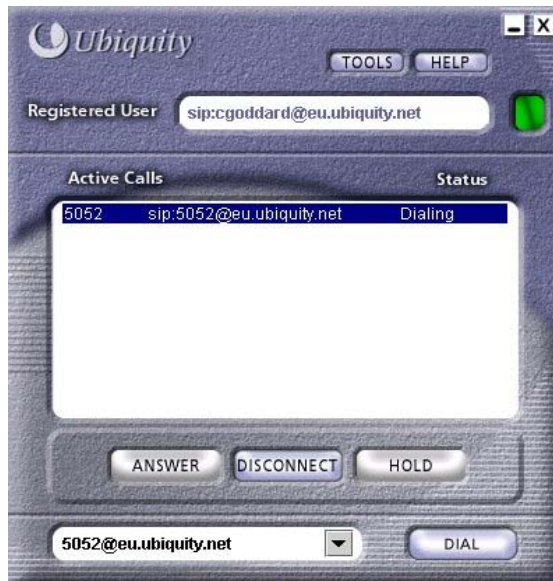 Ubiquity
X
TOOLS HELP
Registered User sip:cgoddard@eu.ubiquity.net
Active Calls Status
5052 sip:5052@eu.ubiquity.net Dialing
ANSWER DISCONNECT HOLD
5052@eu.ubiquity.net DIAL